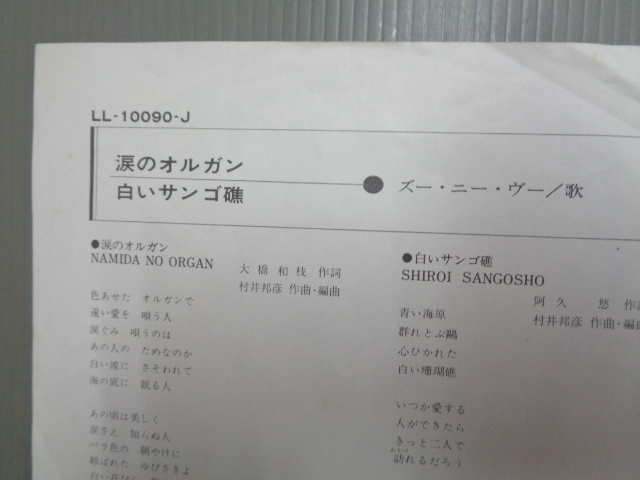 LL-10090-J
涙のオルガン
白いサンゴ礁
ズー・ニー・ヴー/歌
●涙のオルガン
NAMIDA NO ORGAN
大橋和枝 作詞
村井邦彦 作曲・編曲
色あせた オルガンで
遠い愛を 唄う人
涙ぐみ 唄うのは
あの人の ためなのか
白い波に さそわれて
海の底に 眠る人
あの頃は美しく
涙さえ 知らぬ人
バラ色の 朝やけに
結ばれた ゆびさきよ
●白いサンゴ礁
SHIROI SANGOSHO
阿久 悠 作
村井邦彦 作曲・編
青い海原
群れとぶ鷗
心ひかれた
白い珊瑚礁
いつか愛する
人ができたら
きっと二人で
訪れるだろう